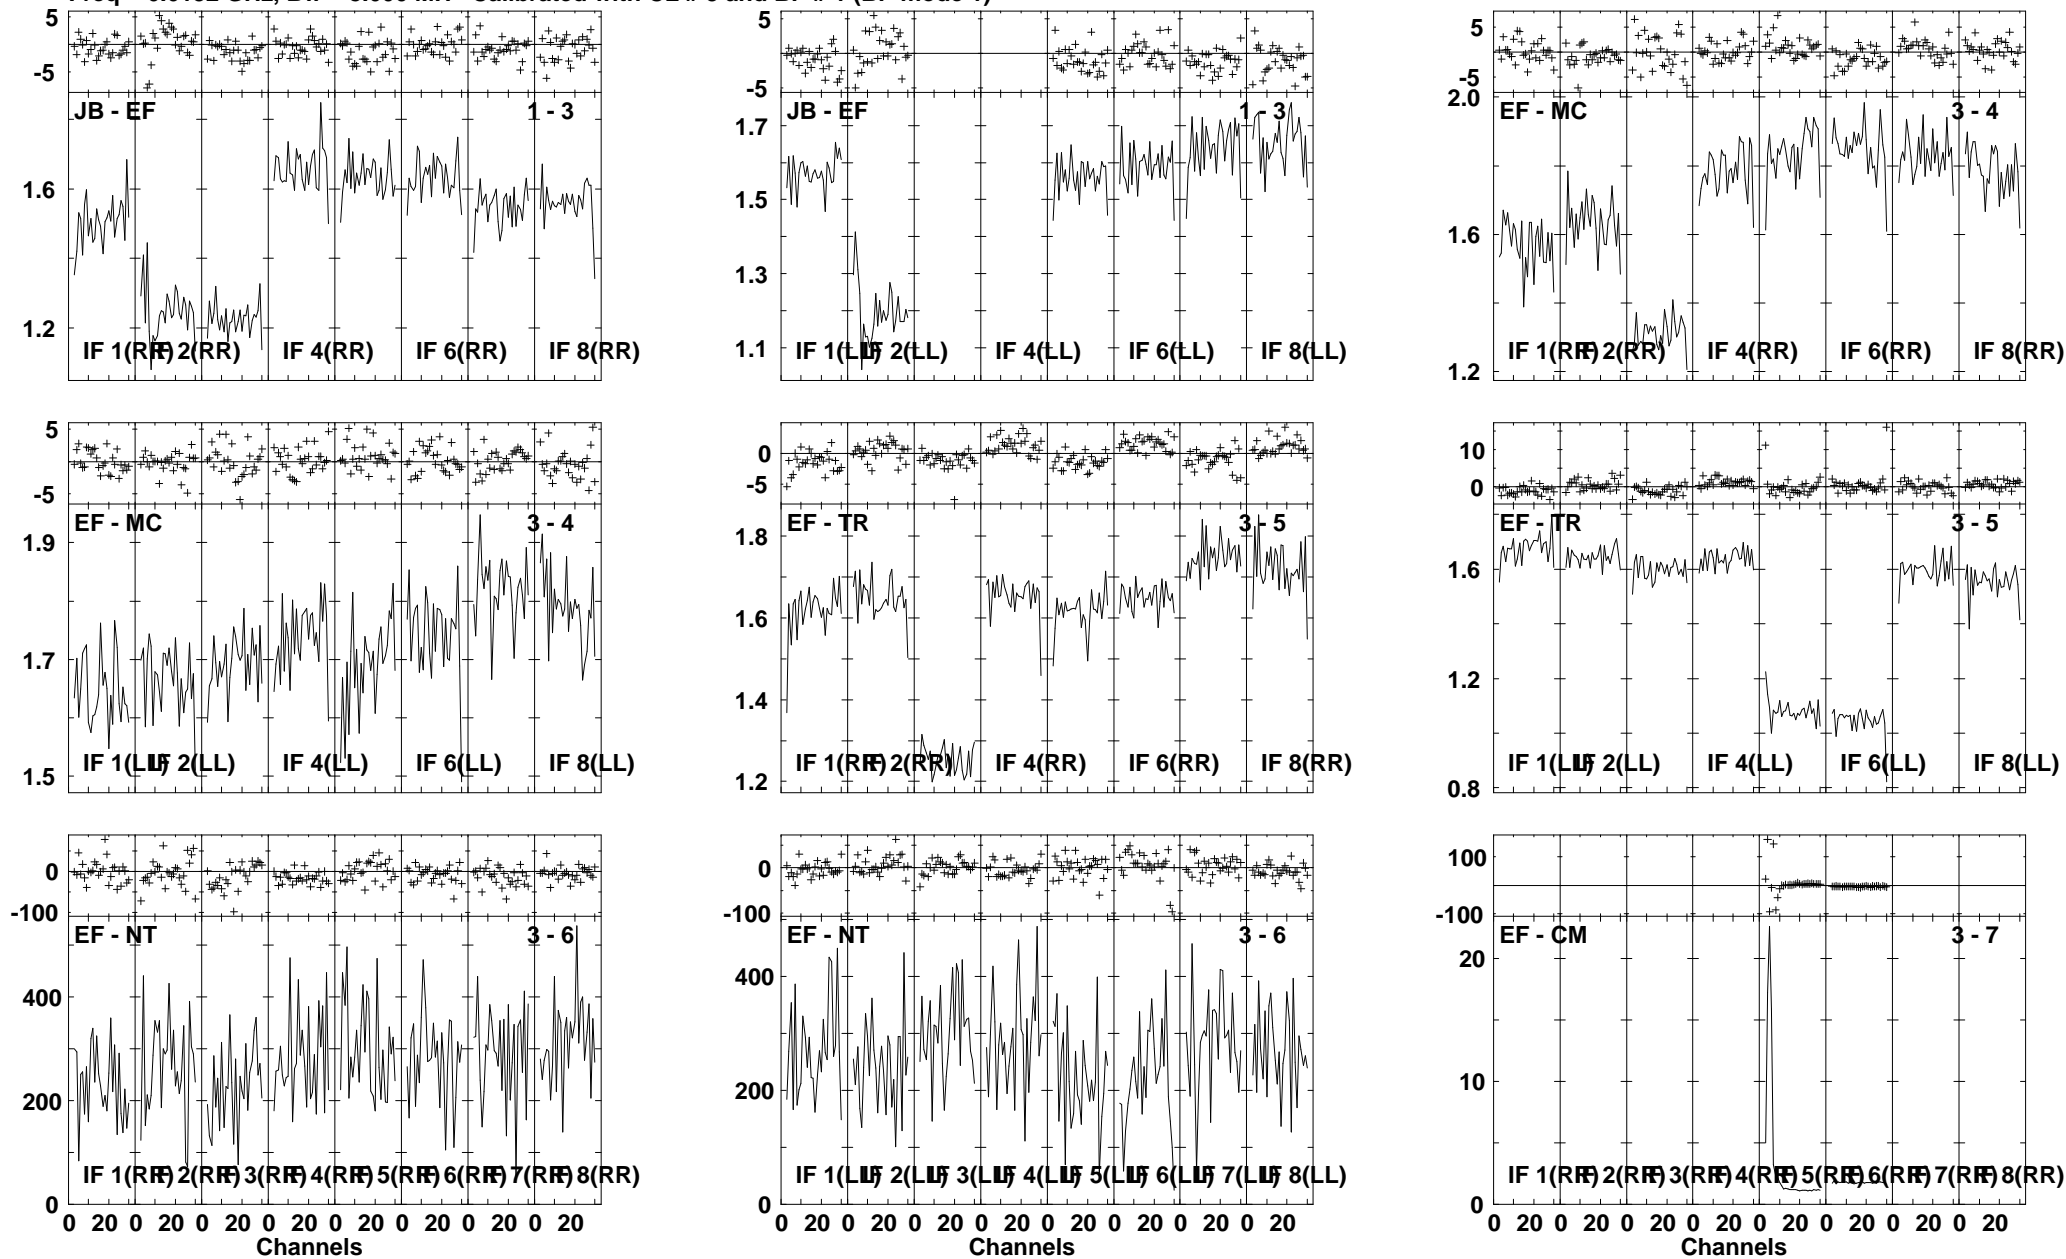 5
-5
JB - EF
1 - 3
1.6
1.2
IF 1(RR)
IF 2(RR)
IF 4(RR)
IF 6(RR)
IF 8(RR)
5
0
-5
JB - EF
1 - 3
1.7
1.5
1.3
1.1
IF 1(LL)
IF 2(LL)
IF 4(LL)
IF 6(LL)
IF 8(LL)
5
-5
2.0
EF - MC
3 - 4
1.6
1.2
IF 1(RR)
IF 2(RR)
IF 4(RR)
IF 6(RR)
IF 8(RR)
5
-5
EF - MC
3 - 4
1.9
1.7
1.5
IF 1(LL)
IF 2(LL)
IF 4(LL)
IF 6(LL)
IF 8(LL)
0
-5
EF - TR
3 - 5
1.8
1.6
1.4
1.2
IF 1(RR)
IF 2(RR)
IF 4(RR)
IF 6(RR)
IF 8(RR)
10
0
EF - TR
3 - 5
1.6
1.2
0.8
IF 1(LL)
IF 2(LL)
IF 4(LL)
IF 6(LL)
IF 8(LL)
0
-100
EF - NT
3 - 6
400
200
0
IF 1(RR)
IF 2(RR)
IF 3(RR)
IF 4(RR)
IF 5(RR)
IF 6(RR)
IF 7(RR)
IF 8(RR)
0 20 0 20 0 20 0 20 0 20 0 20 0 20 0 20
Channels
0
-100
EF - NT
3 - 6
400
200
0
IF 1(LL)
IF 2(LL)
IF 3(LL)
IF 4(LL)
IF 5(LL)
IF 6(LL)
IF 7(LL)
IF 8(LL)
0 20 0 20 0 20 0 20 0 20 0 20 0 20 0 20
Channels
100
-100
EF - CM
3 - 7
20
10
0
IF 1(RR)
IF 2(RR)
IF 3(RR)
IF 4(RR)
IF 5(RR)
IF 6(RR)
IF 7(RR)
IF 8(RR)
0 20 0 20 0 20 0 20 0 20 0 20 0 20 0 20
Channels